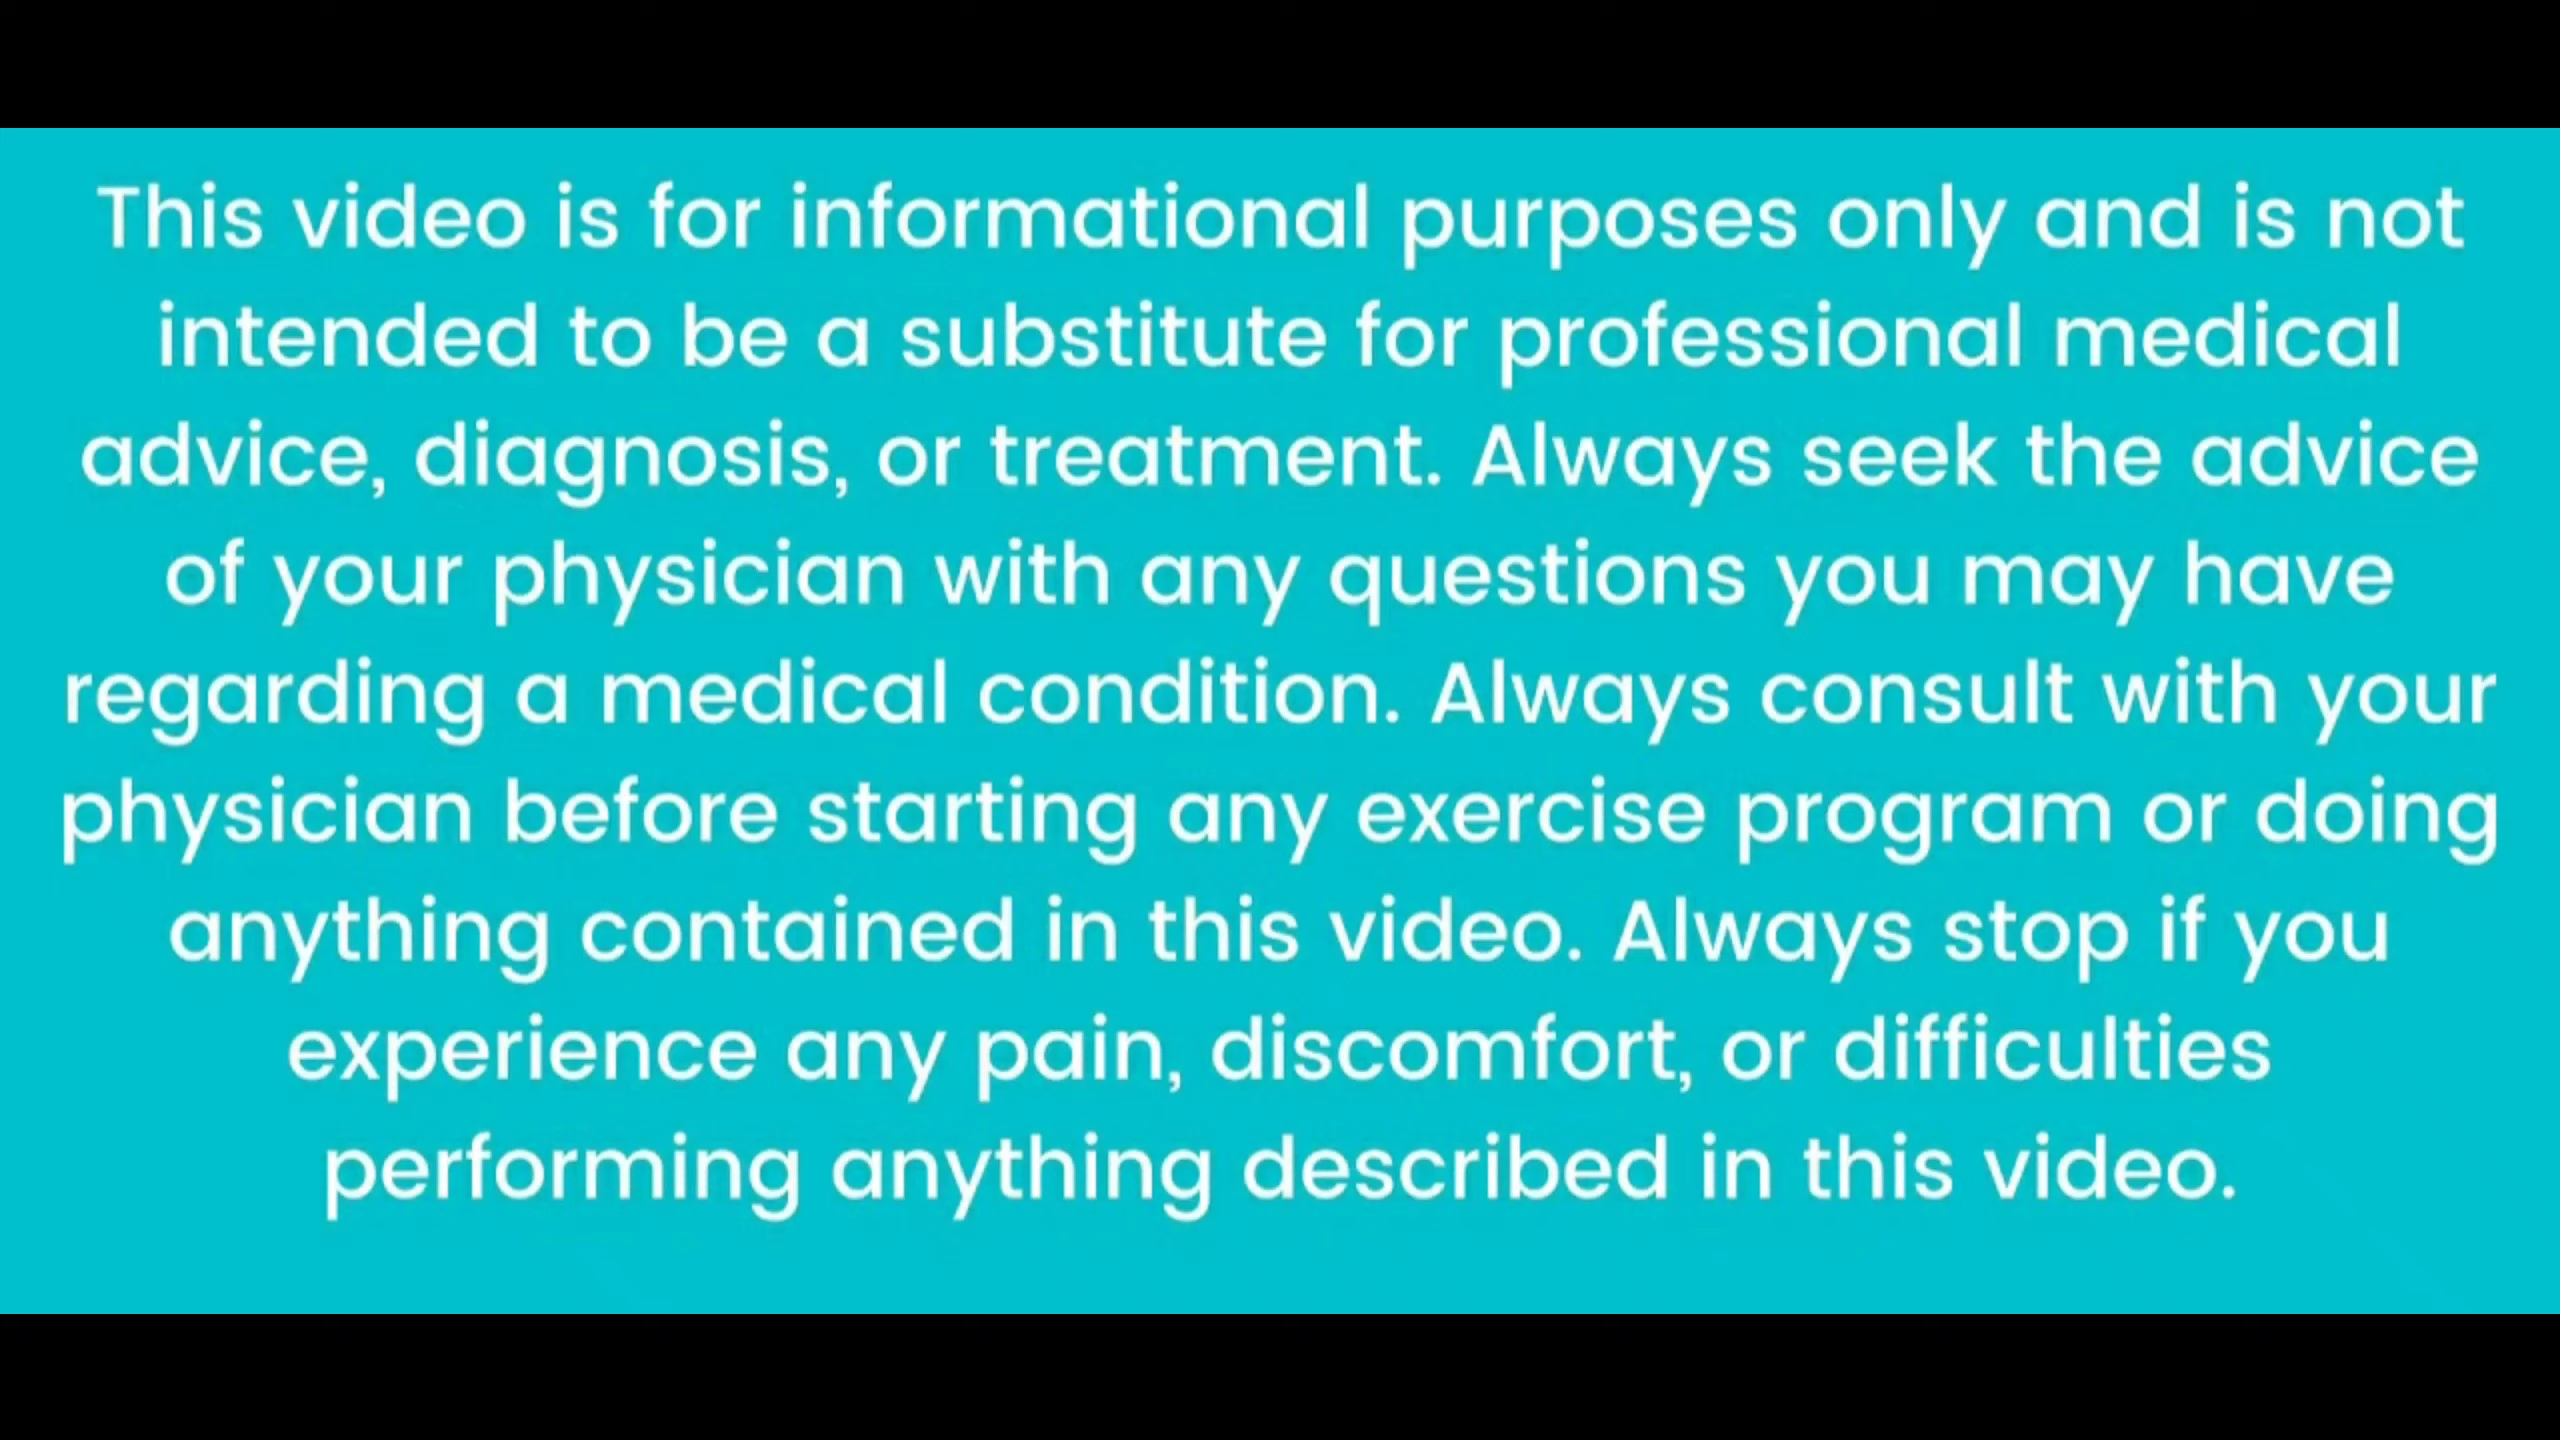 This video is for informational purposes only and is not
intended to be a substitute for professional medical
advice, diagnosis, or treatment. Always seek the advice
of your physician with any questions you may have
regarding a medical condition. Always consult with your
physician before starting any exercise program or doing
anything contained in this video. Always stop if you
experience any pain, discomfort, or difficulties
performing anything described in this video.